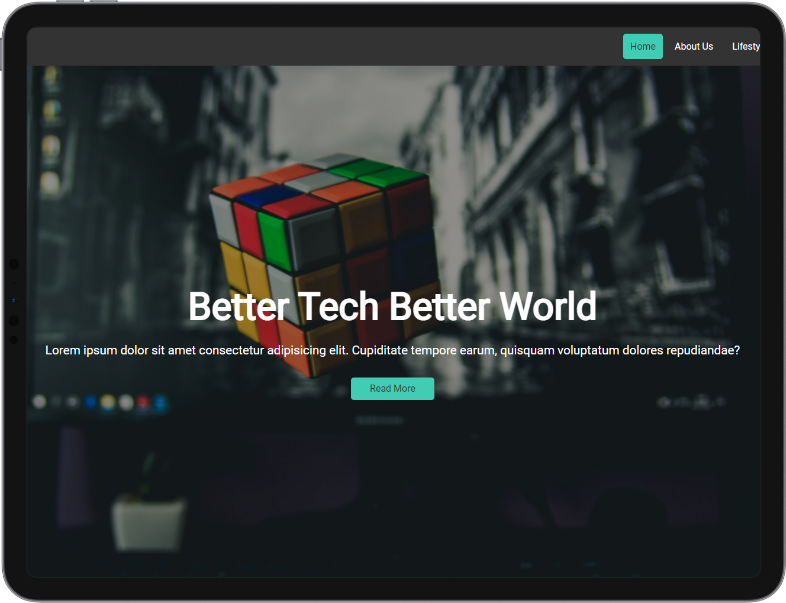 Home About Us Lifesty
Better Tech Better World
Lorem ipsum dolor sit amet consectetur adipisicing elit. Cupiditate tempore earum, quisquam voluptatum dolores repudiandae?
Read More